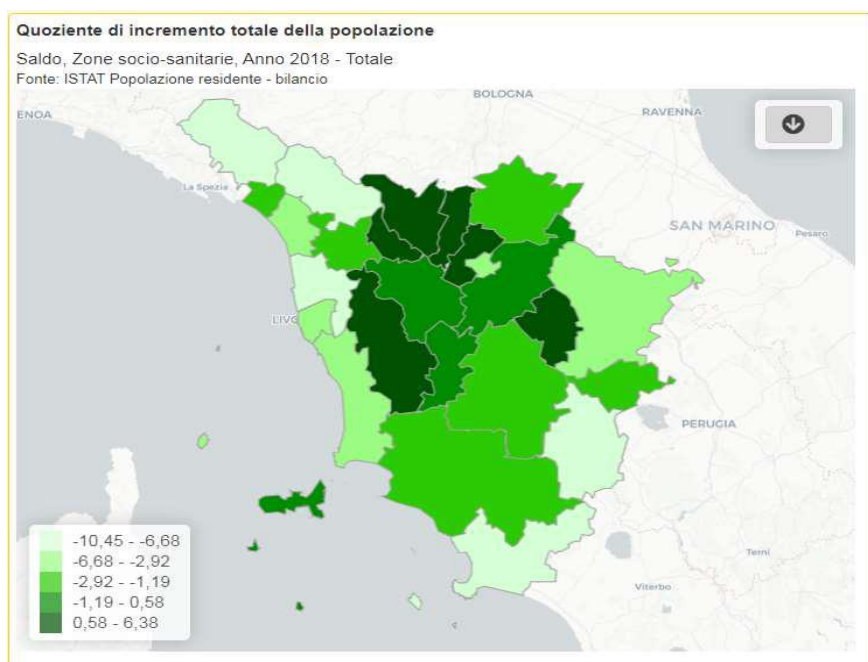 Quoziente di incremento totale della popolazione
Saldo, Zone socio-sanitarie, Anno 2018 - Totale
Fonte: ISTAT Popolazione residente - bilancio
BOLOGNA
ENOA
RAVENNA
La Spezia
SAN MARINO
Pesaro
LIVO
PERUGIA
Terni
Viterbo
-10,45 - -6,68
-6,68 - -2,92
-2,92 - -1,19
-1,19 - 0,58
0,58 - 6,38